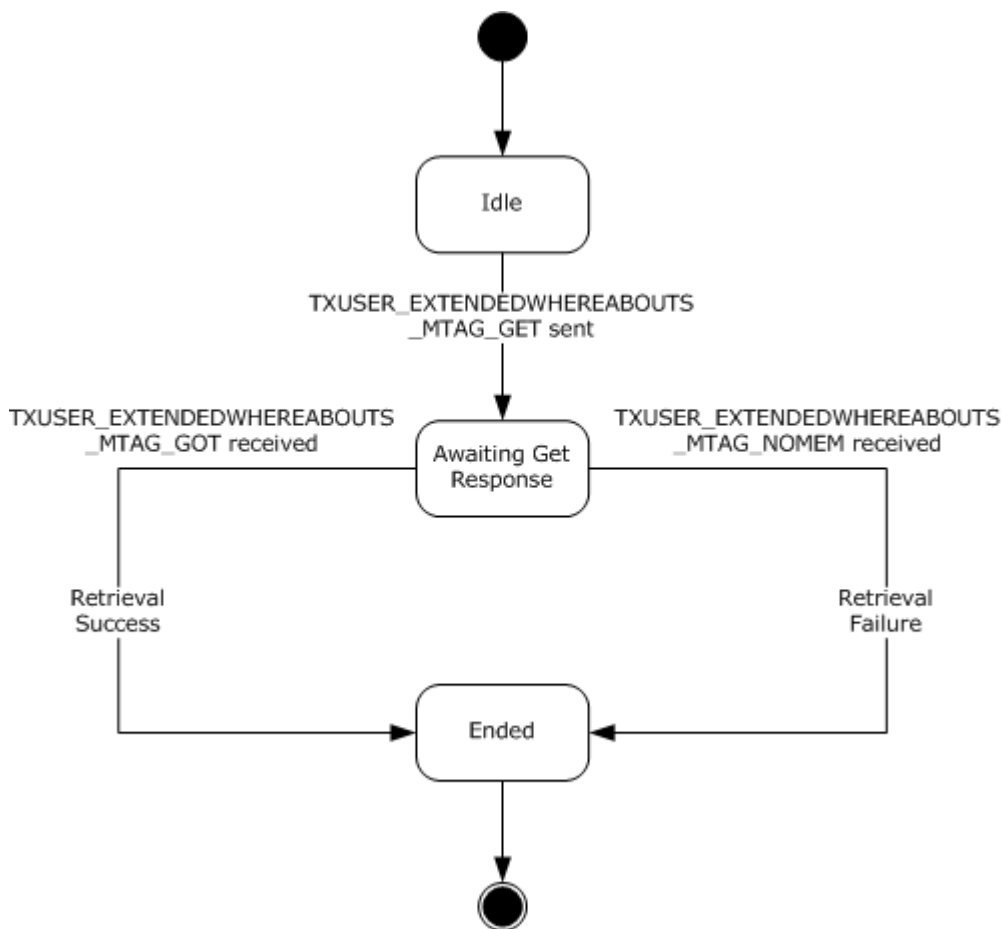 Idle
TXUSER_EXTENDEDWHEREABOUTS
_MTAG_GET sent
TXUSER_EXTENDEDWHEREABOUTS
_MTAG_GOT received
TXUSER_EXTENDEDWHEREABOUTS
_MTAG_NOMEM received
Awaiting Get
Response
Retrieval
Success
Retrieval
Failure
Ended